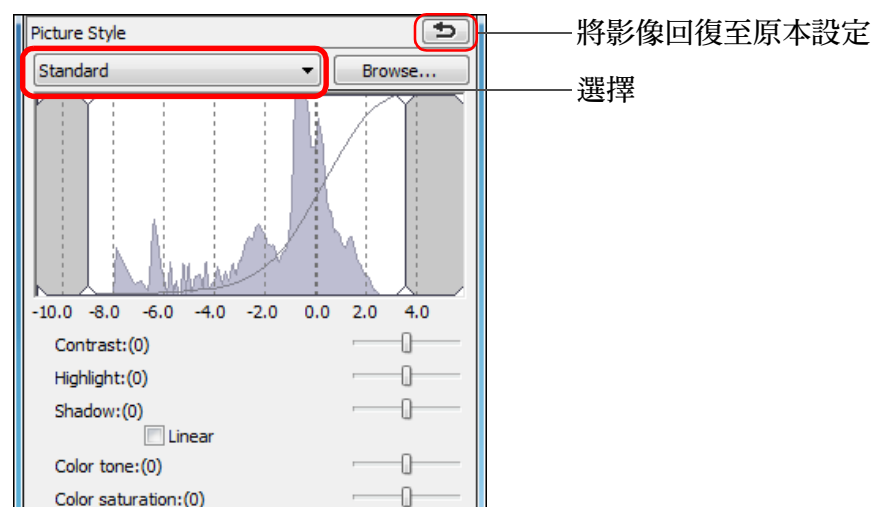 Picture Style
將影像回復至原本設定
Standard
Browse...
選擇
-10.0 -8.0 -6.0 -4.0 -2.0 0.0 2.0 4.0
Contrast:(0)
Highlight:(0)
Shadow:(0)
Linear
Color tone:(0)
Color saturation:(0)